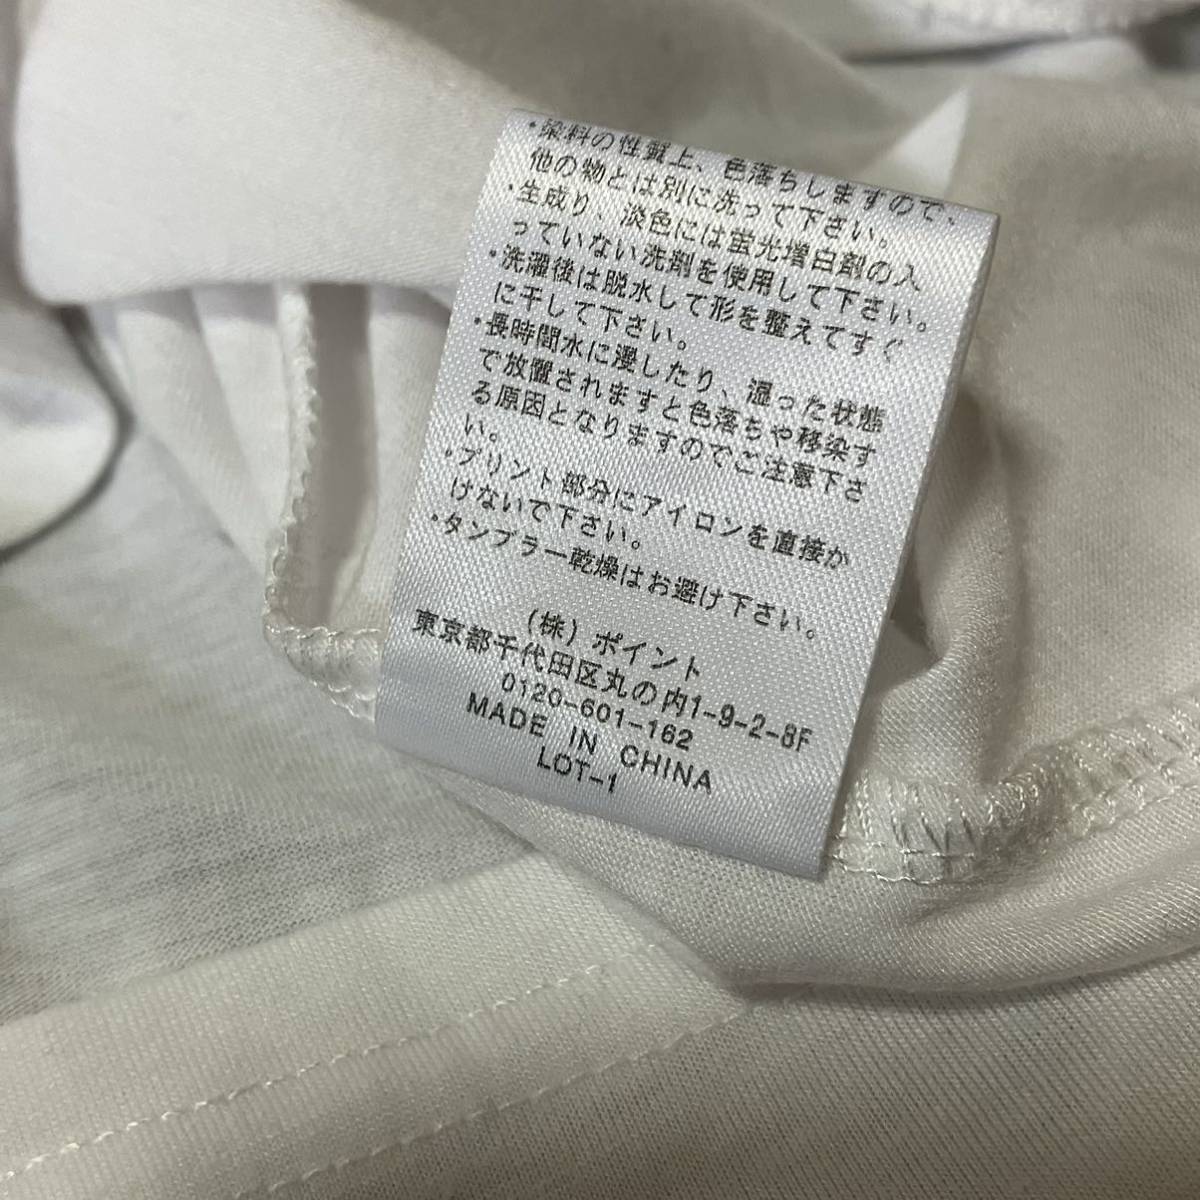 ・染料の性質上、色落ちしますので、
他の物とは別に洗って下さい。
・生成り、淡色には蛍光増白剤の入
っていない洗剤を使用して下さい。
・洗濯後は脱水して形を整えてすぐ
に干して下さい。
・長時間水に浸したり、湿った状態
で放置されますと色落ちや移染す
る原因となりますのでご注意下さ
い。
・プリント部分にアイロンを直接か
けないで下さい。
・タンブラー乾燥はお避け下さい。
(株)ポイント
東京都千代田区丸の内1-9-2-8F
0120-601-162
MADE IN CHINA
LOT-1